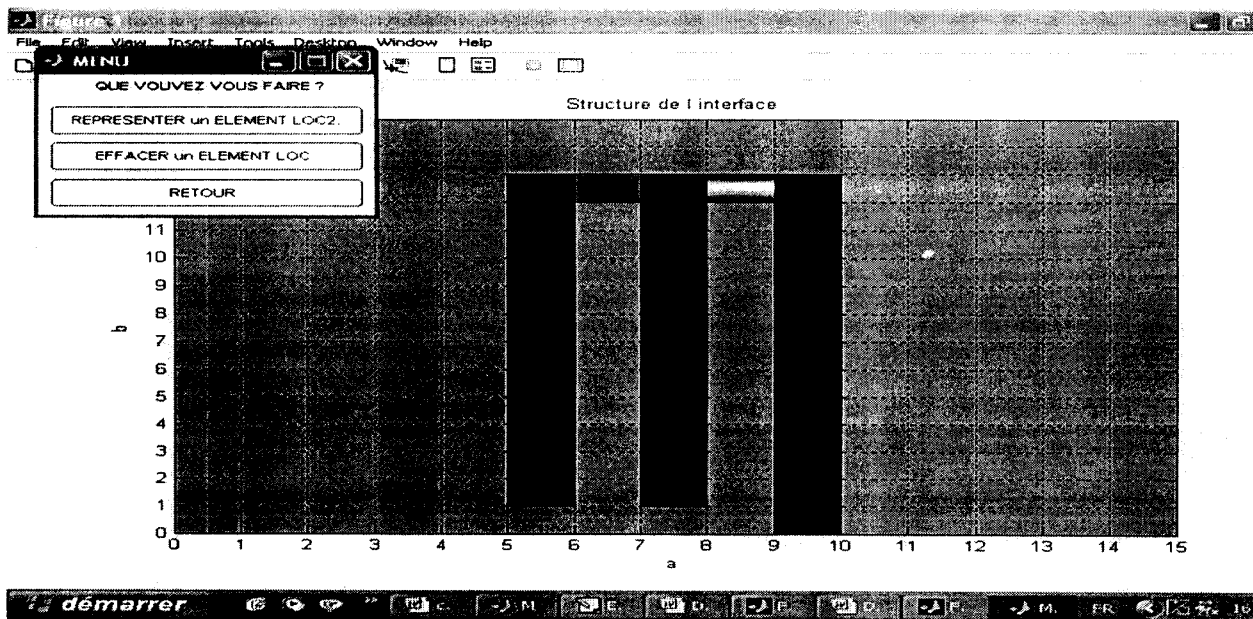 Figure 1
File Edit View Insert Tools Desktop Window Help
MENU
QUE VOUVEZ VOUS FAIRE ?
REPRESENTER un ELEMENT LOC2.
EFFACER un ELEMENT LOC
RETOUR
Structure de l interface
11
10
9
8
7
6
5
4
3
2
1
0
b
0 1 2 3 4 5 6 7 8 9 10 11 12 13 14 15
a
démarrer
c.
M
E.
D.
F.
D.
F.
M.
FR
16